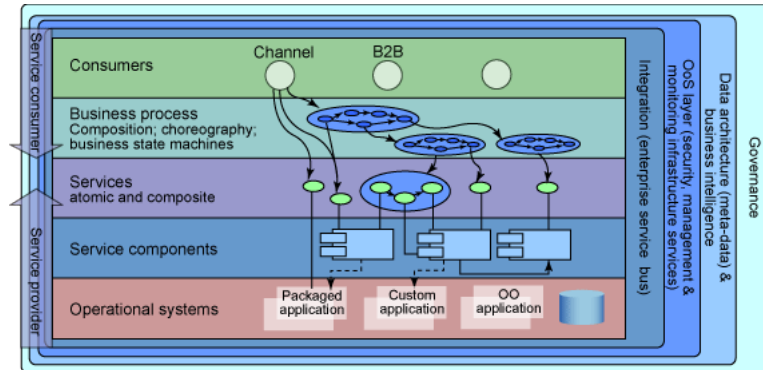 Service consumer
Service provider
Consumers
Channel
B2B
Business process
Composition; choreography;
business state machines
Services
atomic and composite
Service components
Operational systems
Packaged
application
Custom
application
OO
application
Integration (enterprise service bus)
QoS layer (security, management &
monitoring infrastructure services)
Data architecture (meta-data) &
business intelligence
Governance